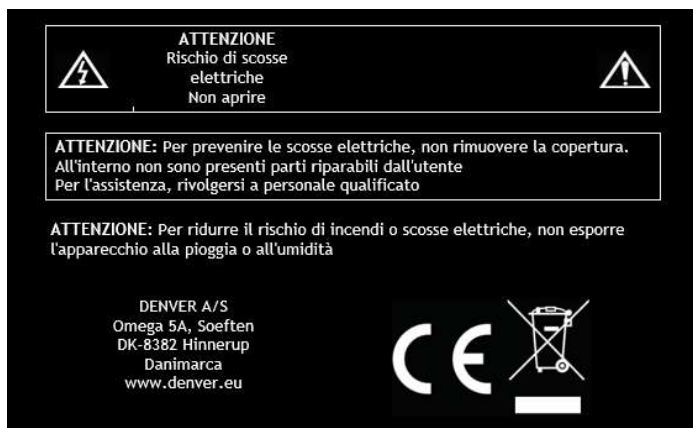 ATTENZIONE
Rischio di scosse
elettriche
Non aprire
ATTENZIONE: Per prevenire le scosse elettriche, non rimuovere la copertura.
All'interno non sono presenti parti riparabili dall'utente
Per l'assistenza, rivolgersi a personale qualificato
ATTENZIONE: Per ridurre il rischio di incendi o scosse elettriche, non esporre
l'apparecchio alla pioggia o all'umidità
DENVER A/S
Omega 5A, Soeften
DK-8382 Hinnerup
Danimarca
www.denver.eu
CE